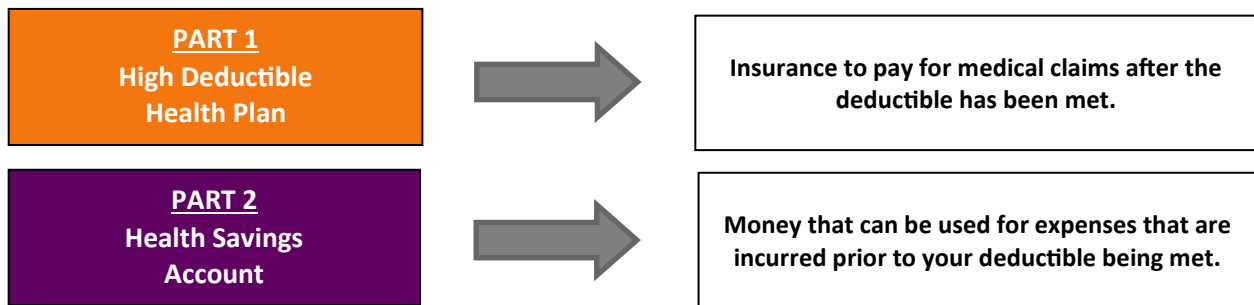 PART 1
High Deductible
Health Plan
Insurance to pay for medical claims after the
deductible has been met.
PART 2
Health Savings
Account
Money that can be used for expenses that are
incurred prior to your deductible being met.